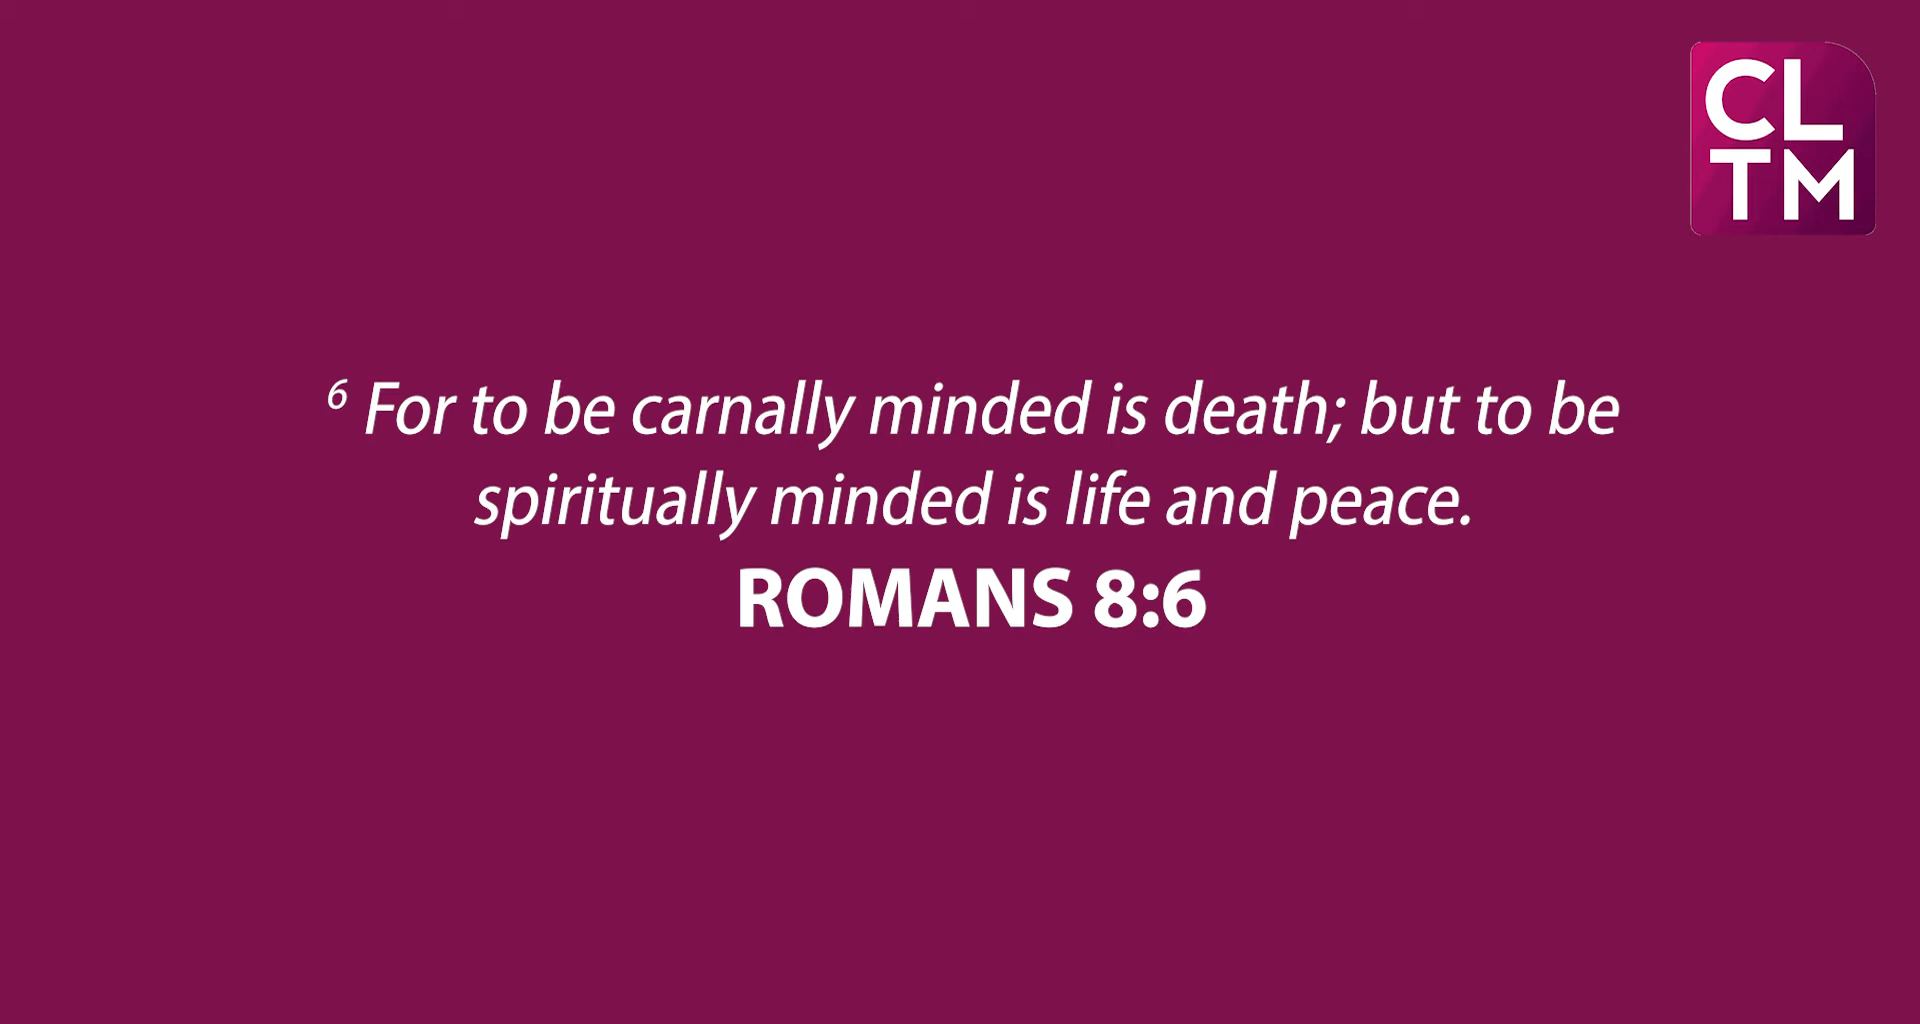 CL
TM
⁶ For to be carnally minded is death; but to be
spiritually minded is life and peace.
ROMANS 8:6